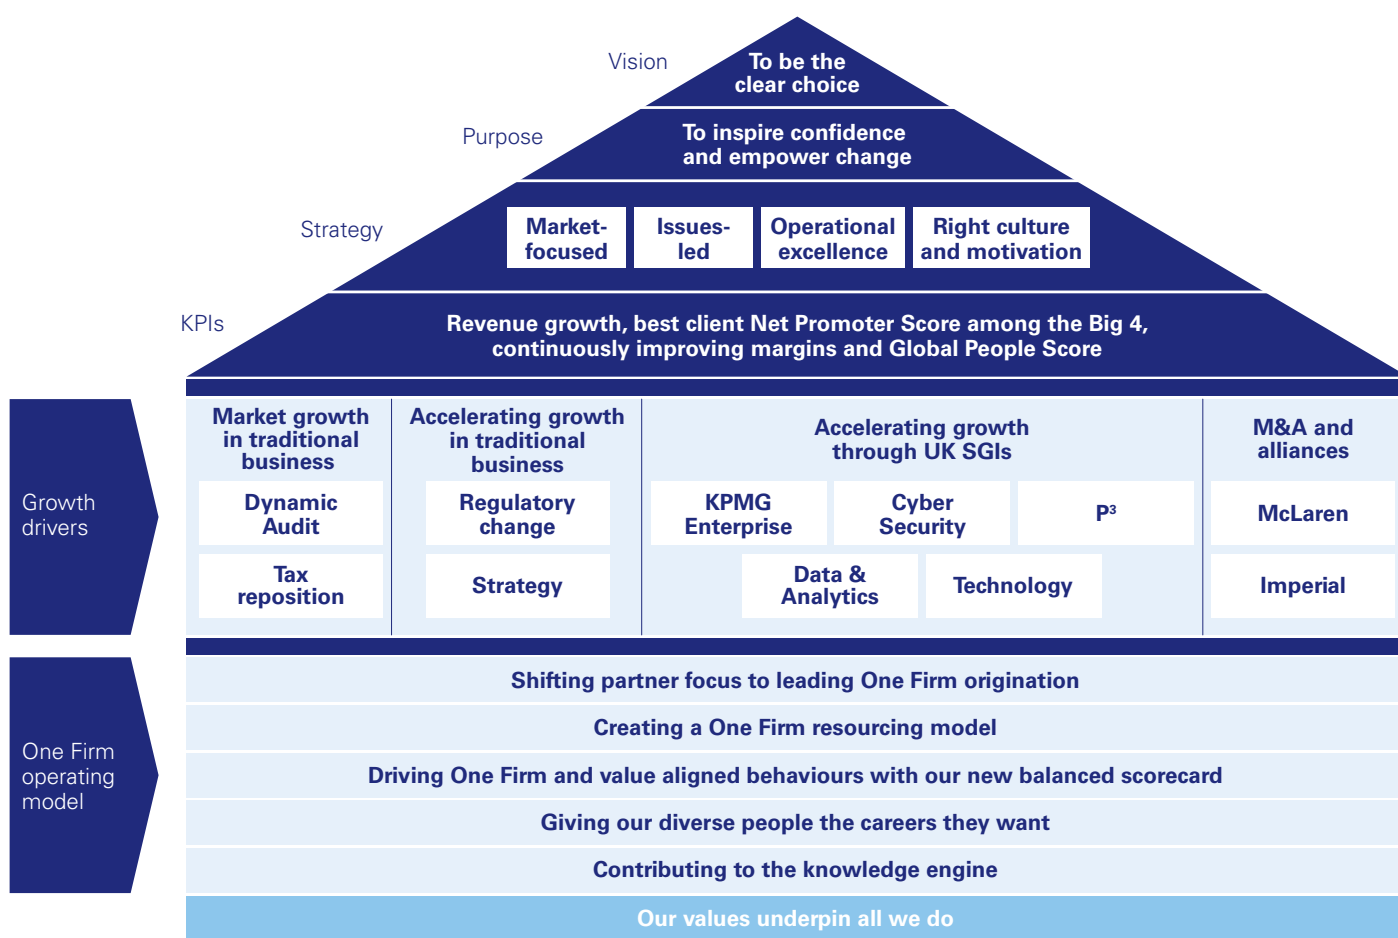 Vision
To be the
clear choice
Purpose
To inspire confidence
and empower change
Strategy
Market-
focused
Issues-
led
Operational
excellence
Right culture
and motivation
KPIs
Revenue growth, best client Net Promoter Score among the Big 4,
continuously improving margins and Global People Score
Growth
drivers
Market growth
in traditional
business
Dynamic
Audit
Tax
reposition
Accelerating growth
in traditional
business
Regulatory
change
Strategy
Accelerating growth
through UK SGIs
KPMG
Enterprise
Cyber
Security
P³
Data &
Analytics
Technology
M&A and
alliances
McLaren
Imperial
One Firm
operating
model
Shifting partner focus to leading One Firm origination
Creating a One Firm resourcing model
Driving One Firm and value aligned behaviours with our new balanced scorecard
Giving our diverse people the careers they want
Contributing to the knowledge engine
Our values underpin all we do